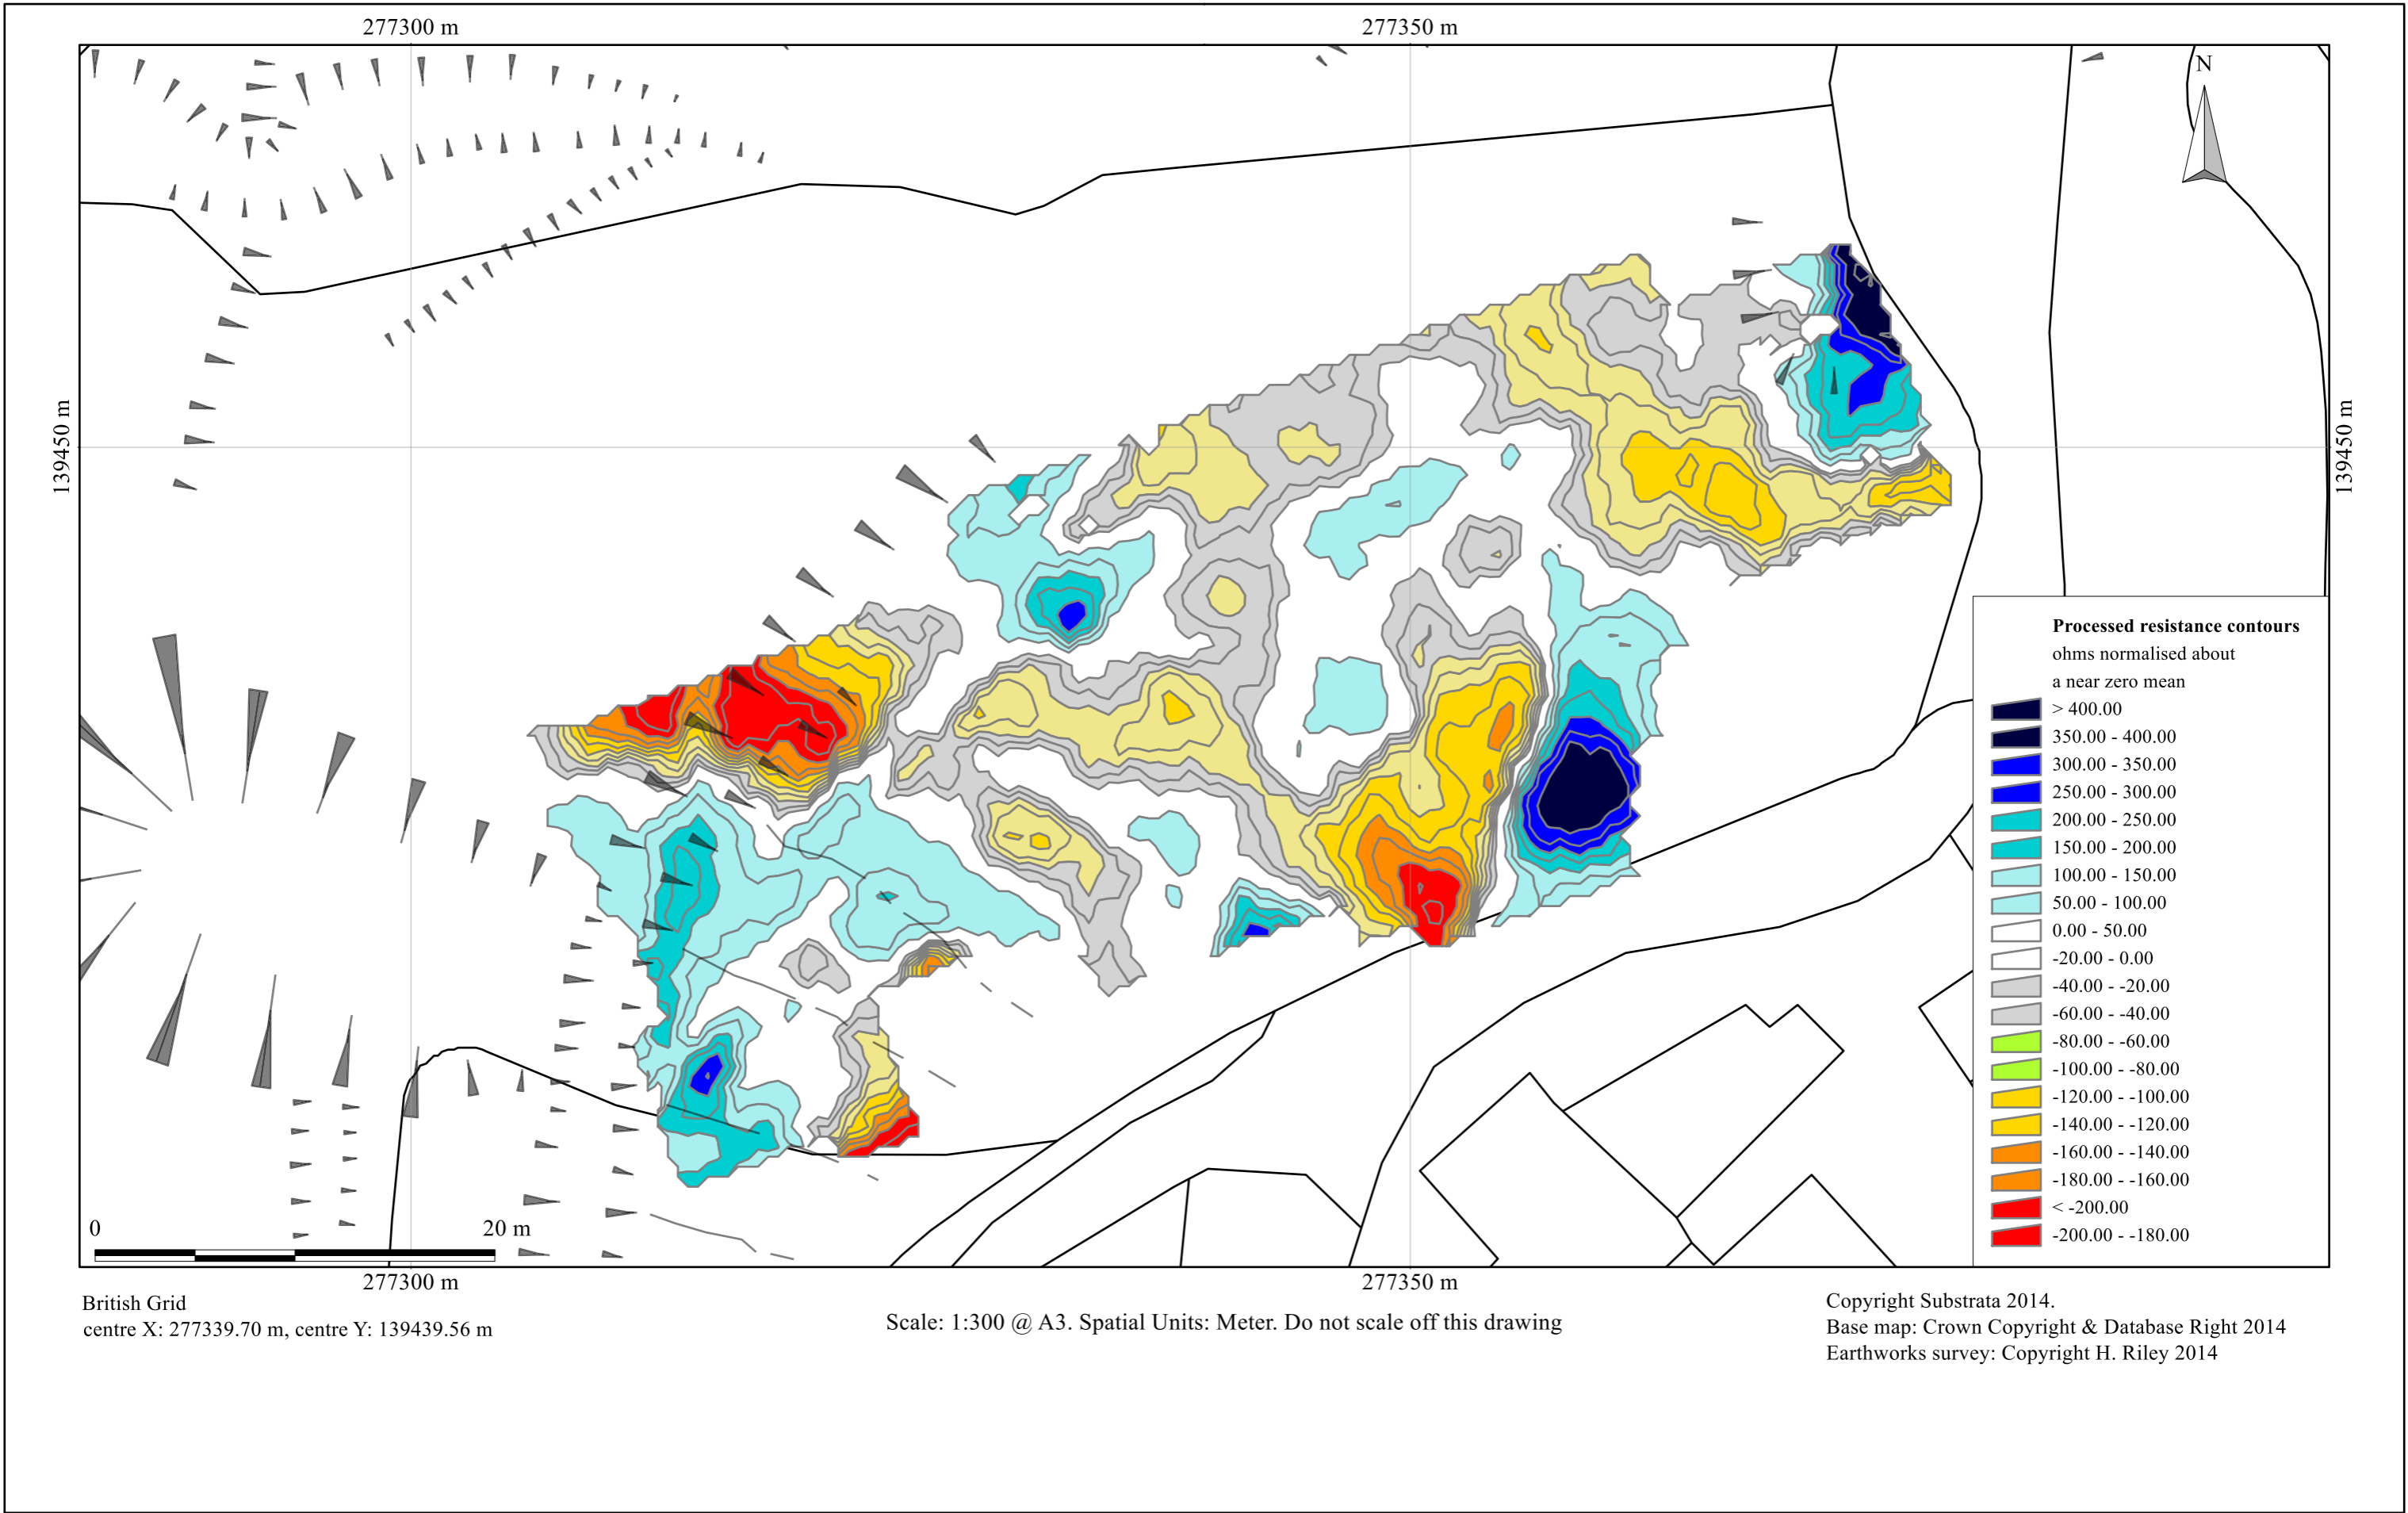 277300 m
277350 m
N
139450 m
139450 m
Processed resistance contours
ohms normalised about
a near zero mean
> 400.00
350.00 - 400.00
300.00 - 350.00
250.00 - 300.00
200.00 - 250.00
150.00 - 200.00
100.00 - 150.00
50.00 - 100.00
0.00 - 50.00
-20.00 - 0.00
-40.00 - -20.00
-60.00 - -40.00
-80.00 - -60.00
-100.00 - -80.00
-120.00 - -100.00
-140.00 - -120.00
-160.00 - -140.00
-180.00 - -160.00
< -200.00
-200.00 - -180.00
0
20 m
277300 m
277350 m
British Grid
centre X: 277339.70 m, centre Y: 139439.56 m
Scale: 1:300 @ A3. Spatial Units: Meter. Do not scale off this drawing
Copyright Substrata 2014.
Base map: Crown Copyright & Database Right 2014
Earthworks survey: Copyright H. Riley 2014